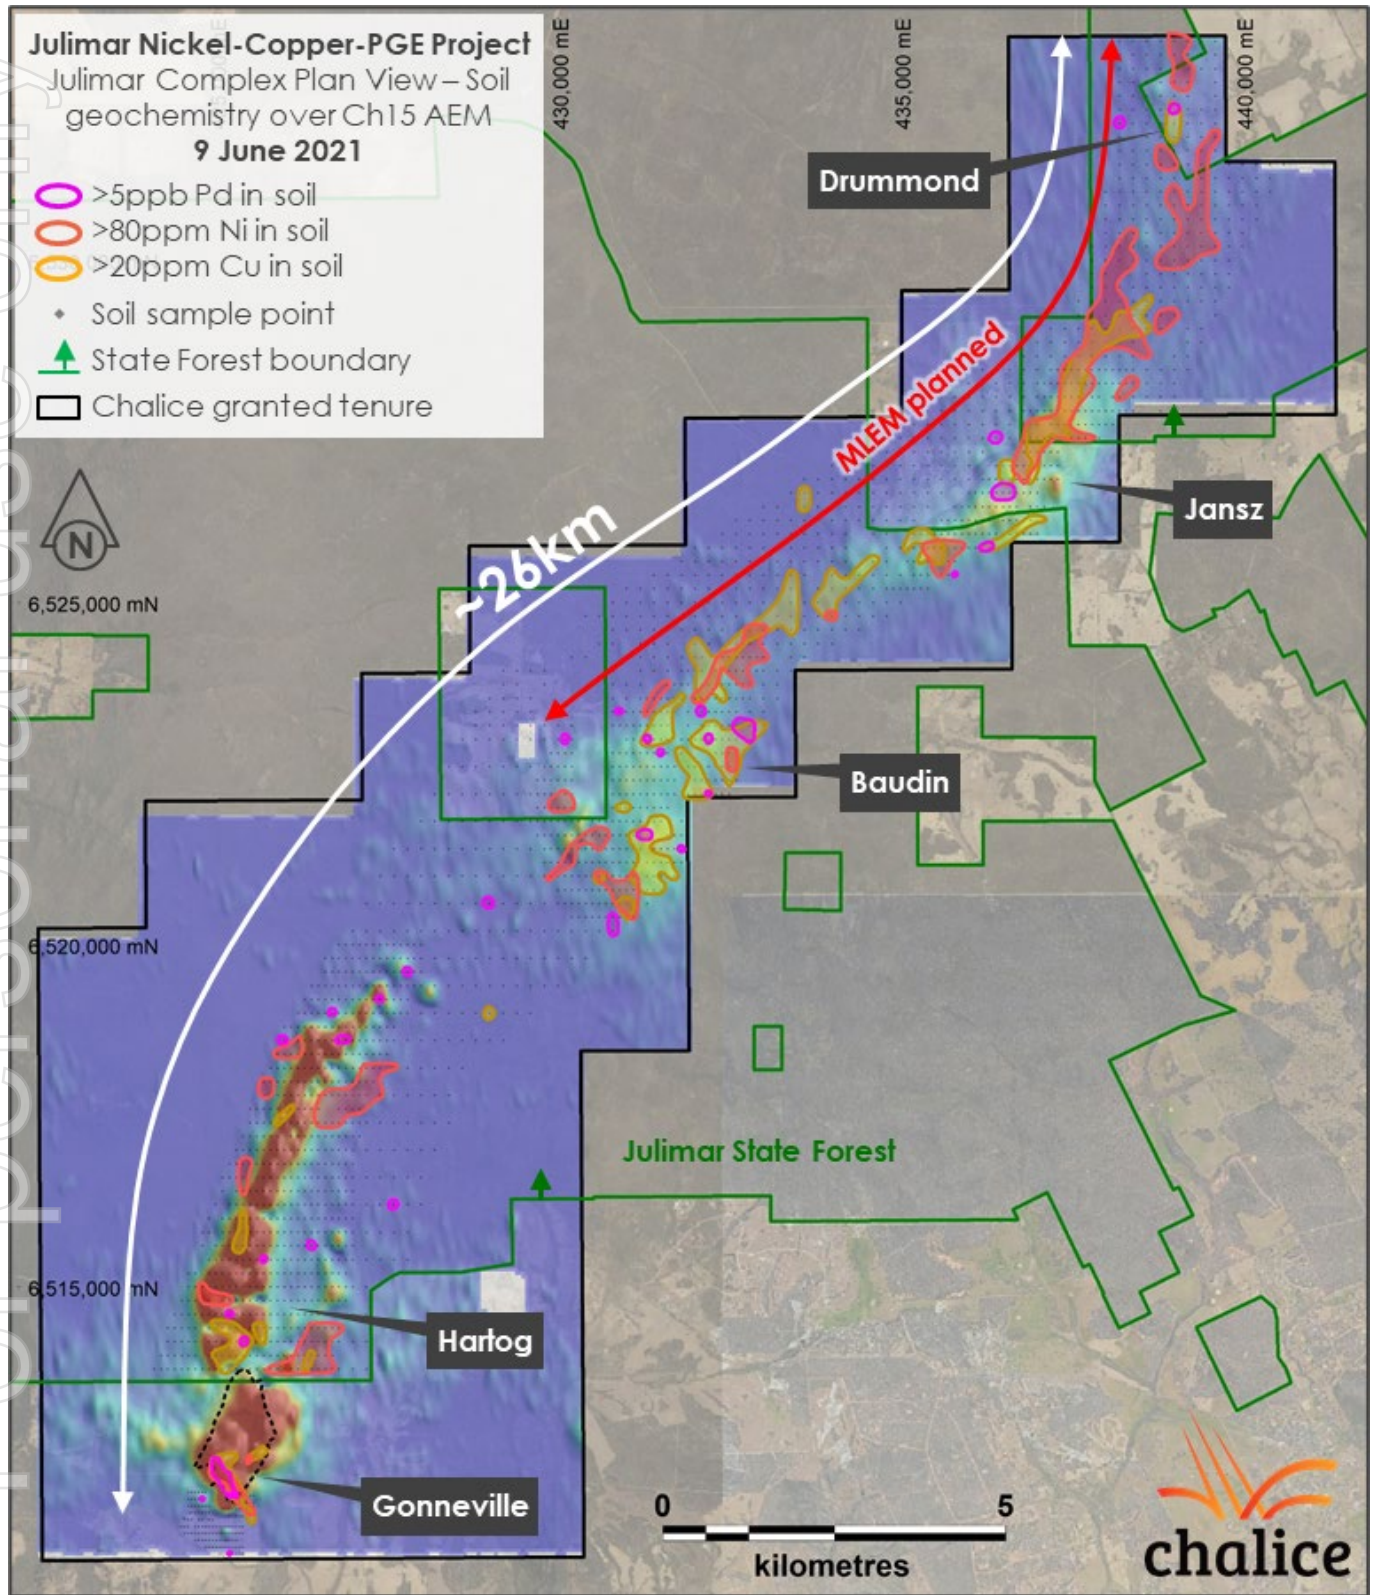 Julimar Nickel-Copper-PGE Project
Julimar Complex Plan View – Soil
geochemistry over Ch15 AEM
9 June 2021
>5ppb Pd in soil
>80ppm Ni in soil
>20ppm Cu in soil
Soil sample point
State Forest boundary
Chalice granted tenure
430,000 mE
435,000 mE
440,000 mE
Drummond
MLEM planned
Jansz
N
~26km
6,525,000 mN
Baudin
6,520,000 mN
Julimar State Forest
6,515,000 mN
Hartog
Gonneville
0 5
kilometres
chalice